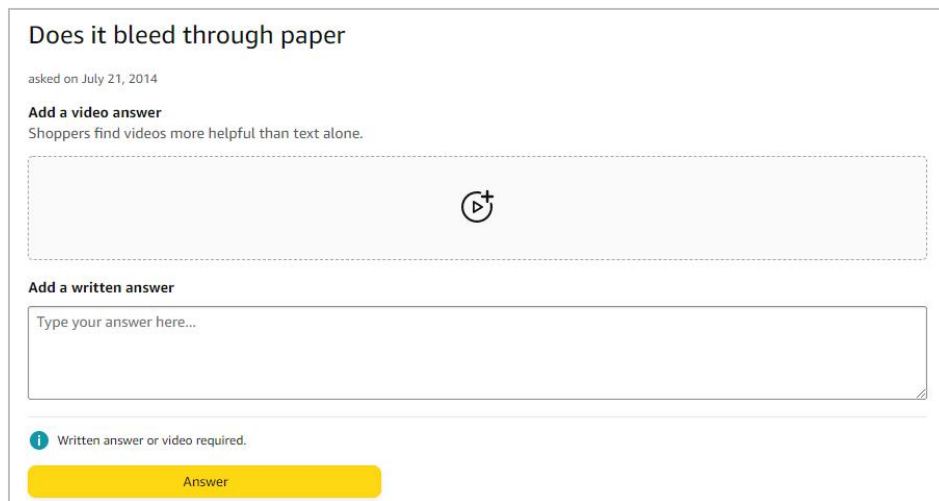 Does it bleed through paper
asked on July 21, 2014
Add a video answer
Shoppers find videos more helpful than text alone.
Add a written answer
Type your answer here...
Written answer or video required.
Answer